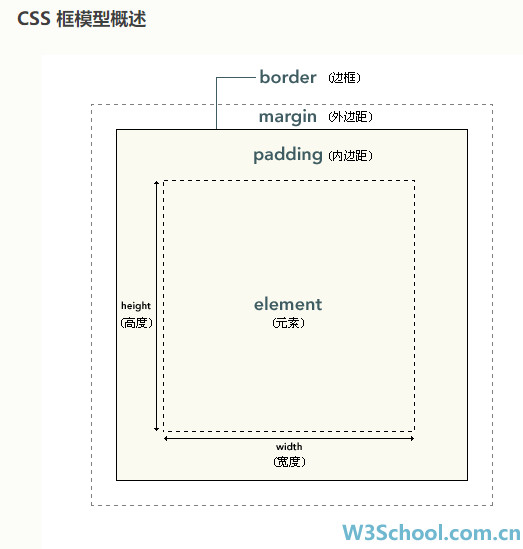 CSS 框模型概述
border (边框)
margin (外边距)
padding (内边距)
element
(元素)
height
(高度)
width
(宽度)
W3School.com.cn